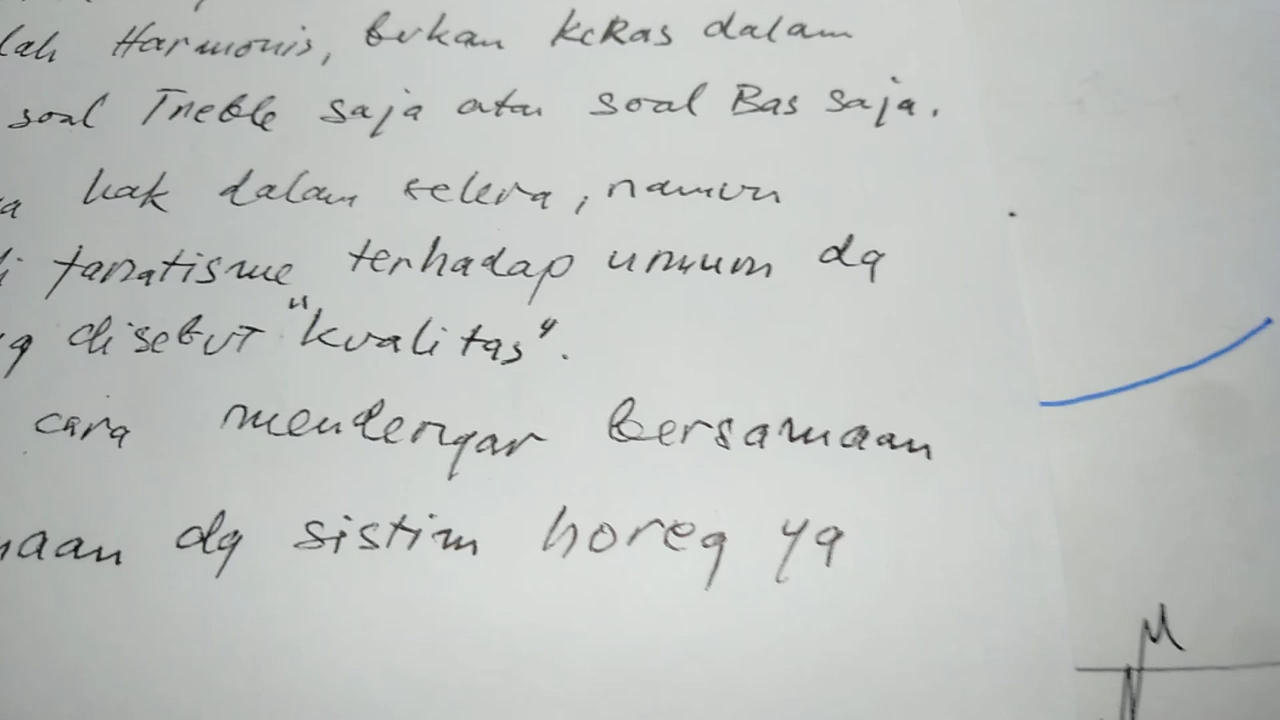 lah Harmonis, bukan keRas dalam
soal Treble saja atau soal Bas saja.
a hak dalam selera, namun
i fanatisme terhadap umum dg
g disebut "kualitas".
cara mendengar bersamaan
naan dg sistim horeg yg